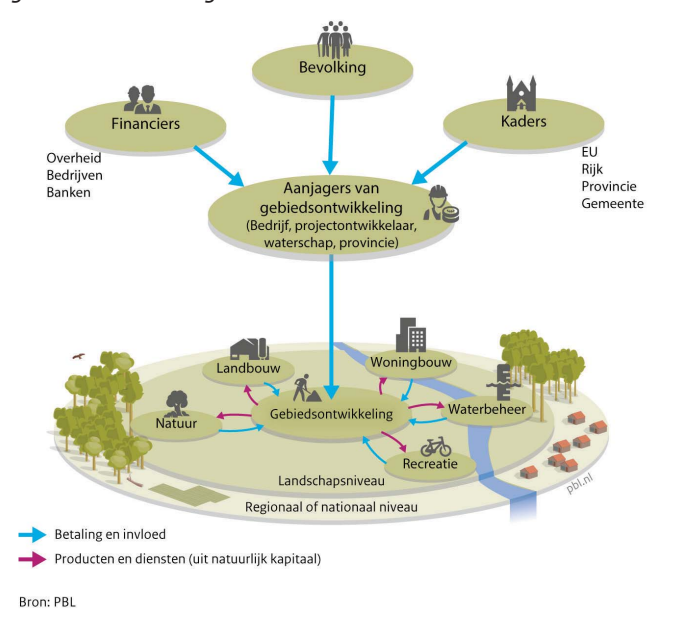 Bevolking
Financiers
Kaders
Overheid
Bedrijven
Banken
EU
Rijk
Provincie
Gemeente
Aanjagers van
gebiedsontwikkeling
(Bedrijf, projectontwikkelaar,
waterschap, provincie)
Landbouw
Woningbouw
Natuur
Gebiedsontwikkeling
Waterbeheer
Recreatie
Landschapsniveau
Regionaal of nationaal niveau
pbl.nl
Betaling en invloed
Producten en diensten (uit natuurlijk kapitaal)
Bron: PBL